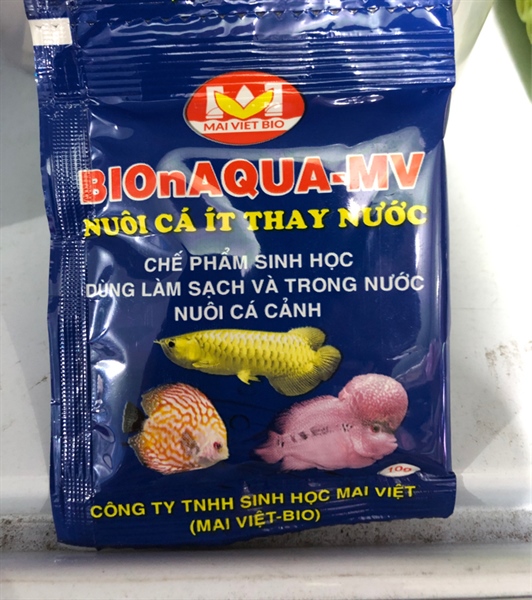 MAI VIET BIO
BIOnAQUA-MV
NUÔI CÁ ÍT THAY NƯỚC
CHẾ PHẨM SINH HỌC
DÙNG LÀM SẠCH VÀ TRONG NƯỚC
NUÔI CÁ CẢNH
10g
CÔNG TY TNHH SINH HỌC MAI VIỆT
(MAI VIỆT-BIO)